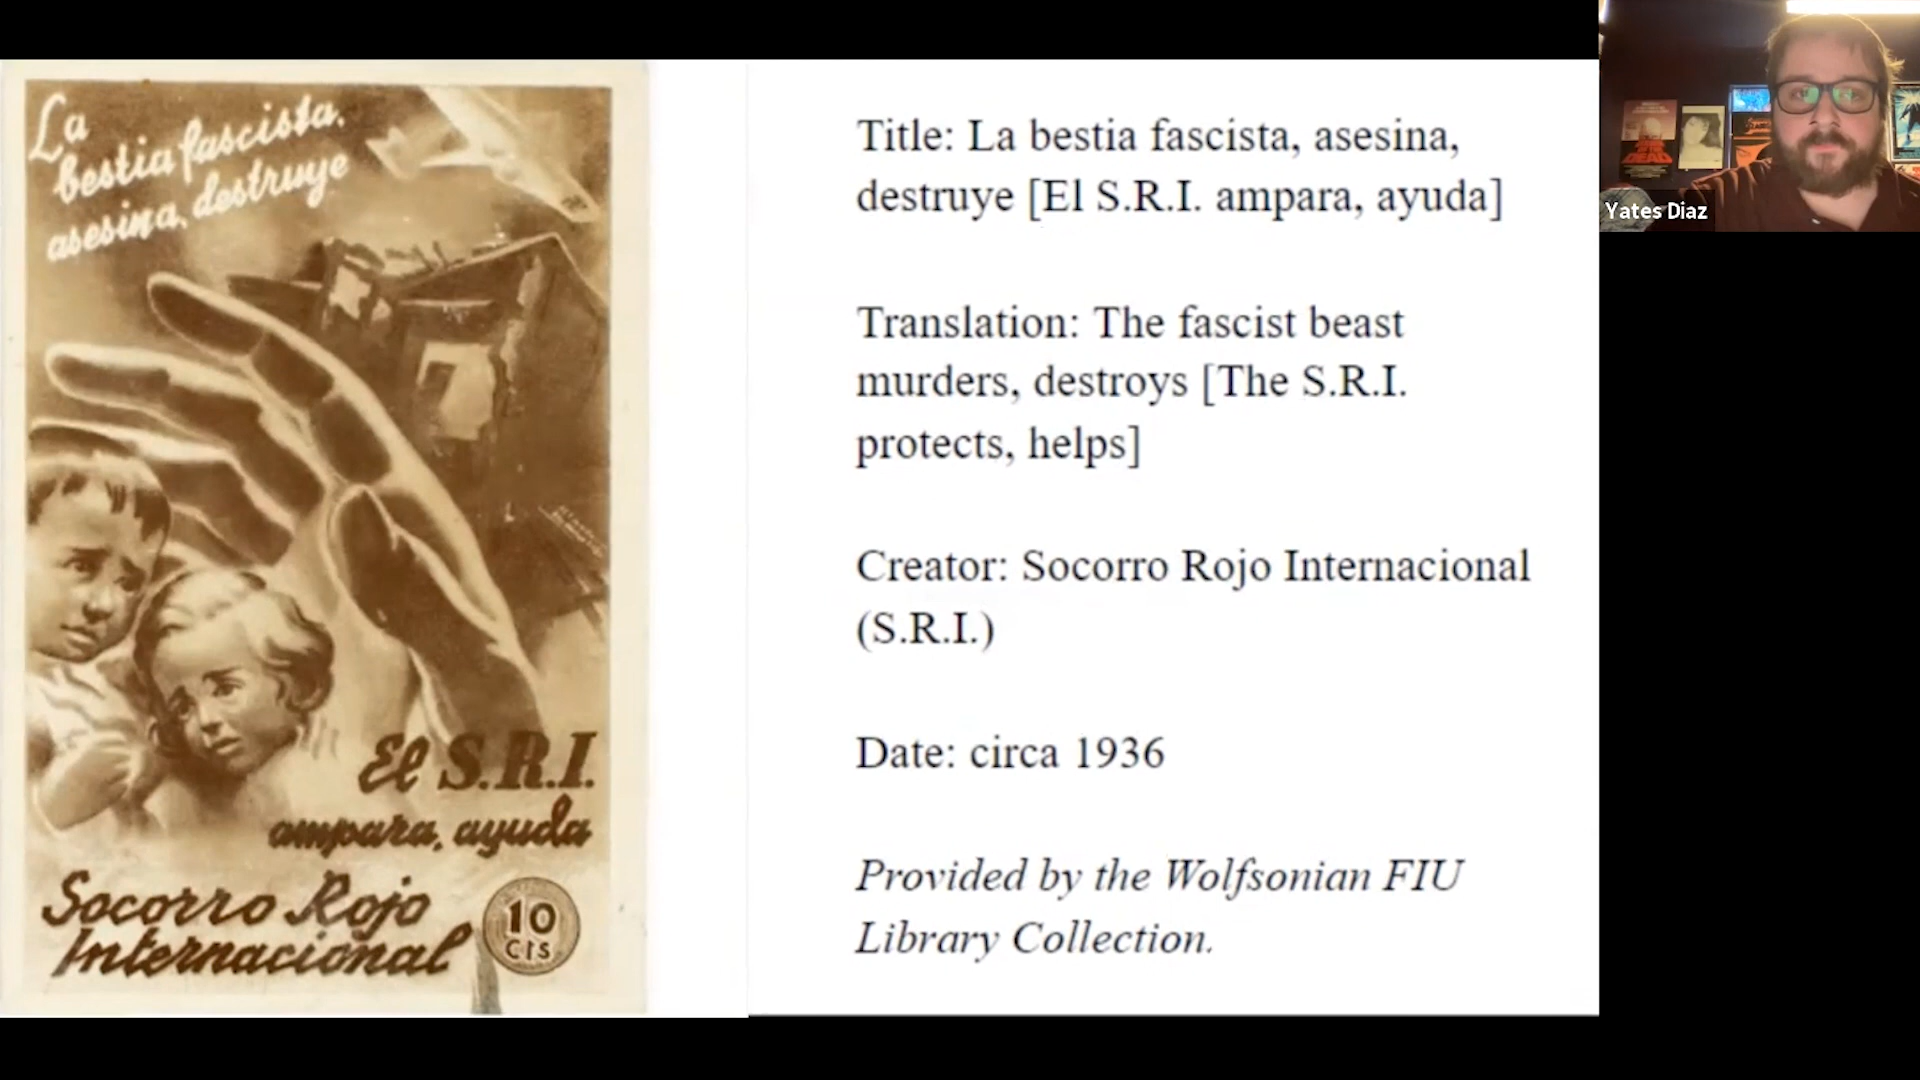 La
bestia fascista,
asesina, destruye
El S.R.I.
ampara, ayuda
Socorro Rojo
Internacional
10
CTS.
Title: La bestia fascista, asesina,
destruye [El S.R.I. ampara, ayuda]
Translation: The fascist beast
murders, destroys [The S.R.I.
protects, helps]
Creator: Socorro Rojo Internacional
(S.R.I.)
Date: circa 1936
Provided by the Wolfsonian FIU
Library Collection.
Yates Diaz